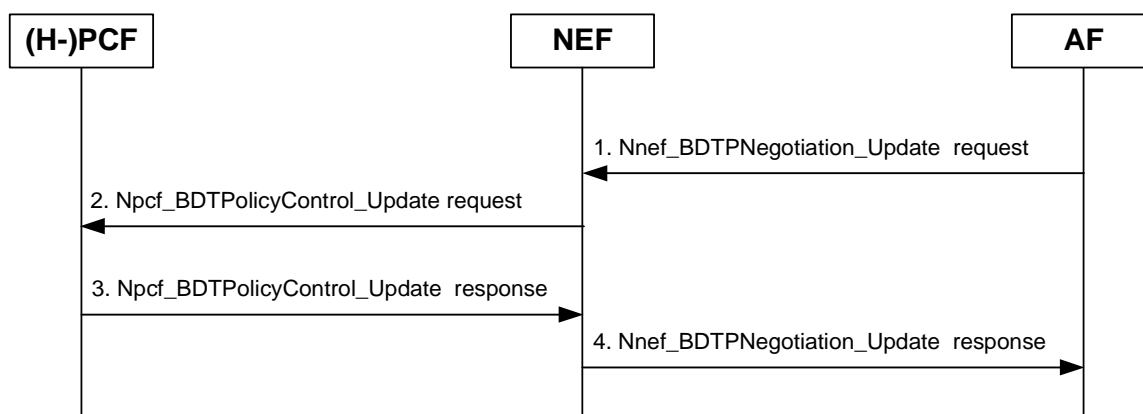 (H-)PCF NEF AF
1. Nnef_BDTPNegotiation_Update request
2. Npcf_BDTPolicyControl_Update request
3. Npcf_BDTPolicyControl_Update response
4. Nnef_BDTPNegotiation_Update response